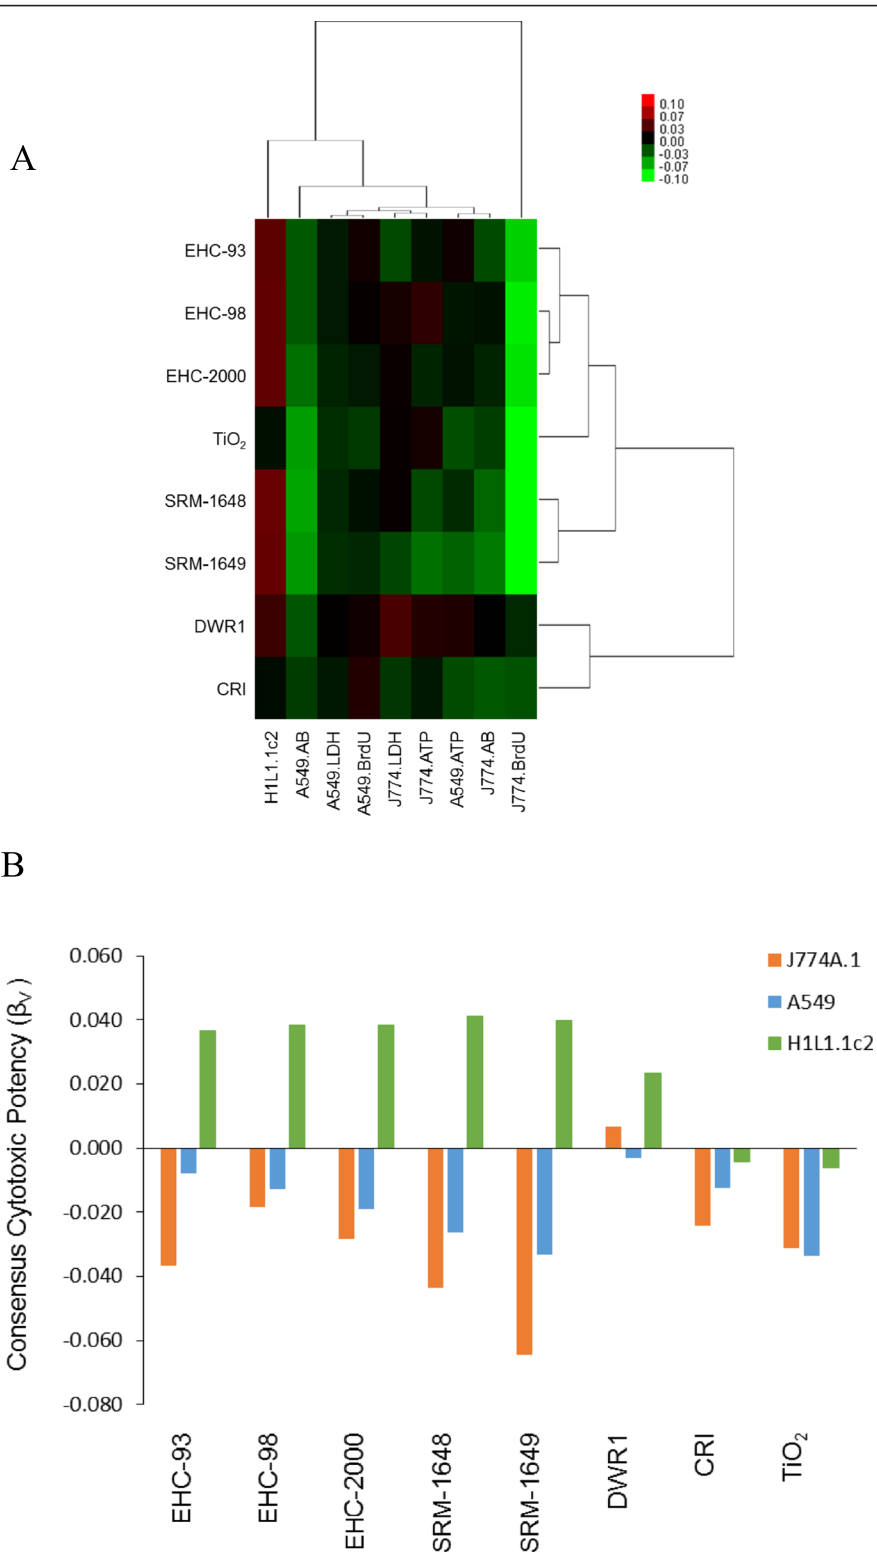 A
0.10
0.07
0.03
0.00
-0.03
-0.07
-0.10
EHC-93
EHC-98
EHC-2000
TiO2
SRM-1648
SRM-1649
DWR1
CRI
H1L1.1c2
A549.AB
A549.LDH
A549.BrdU
J774.LDH
J774.ATP
A549.ATP
J774.AB
J774.BrdU
B
Consensus Cytotoxic Potency (βv)
0.060
0.040
0.020
0.000
-0.020
-0.040
-0.060
-0.080
J774A.1
A549
H1L1.1c2
EHC-93
EHC-98
EHC-2000
SRM-1648
SRM-1649
DWR1
CRI
TiO2